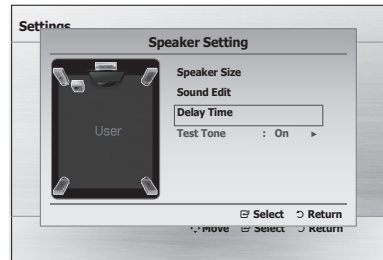 Settings
Speaker Setting
Speaker Size
Sound Edit
Delay Time
User
Test Tone : On ►
Select Return
Move Select Return